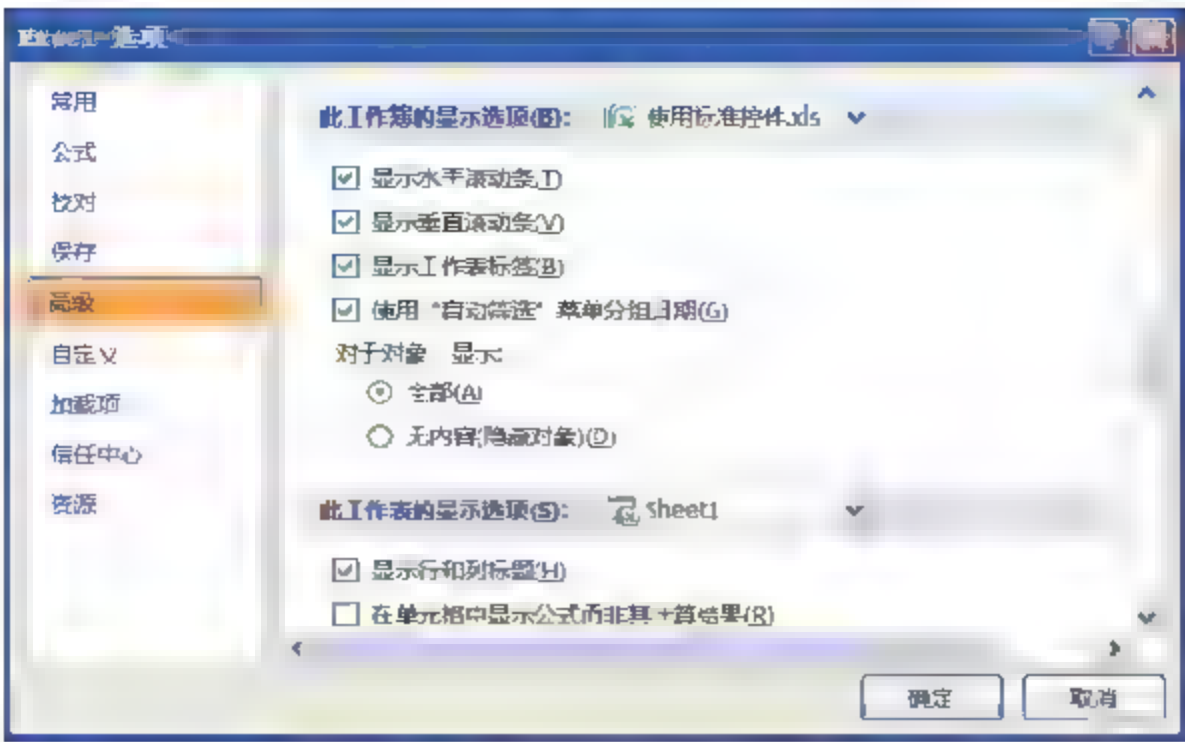 选项
常用
公式
校对
保存
高级
自定义
加载项
信任中心
资源
此工作簿的显示选项(B): 使用标准控件.xls
显示水平滚动条(T)
显示垂直滚动条(V)
显示工作表标签(B)
使用“自动筛选”菜单分组日期(G)
对于对象 显示:
全部(A)
无内容(隐藏对象)(D)
此工作表的显示选项(S): Sheet1
显示行和列标题(H)
在单元格中显示公式而非其计算结果(R)
确定
取消